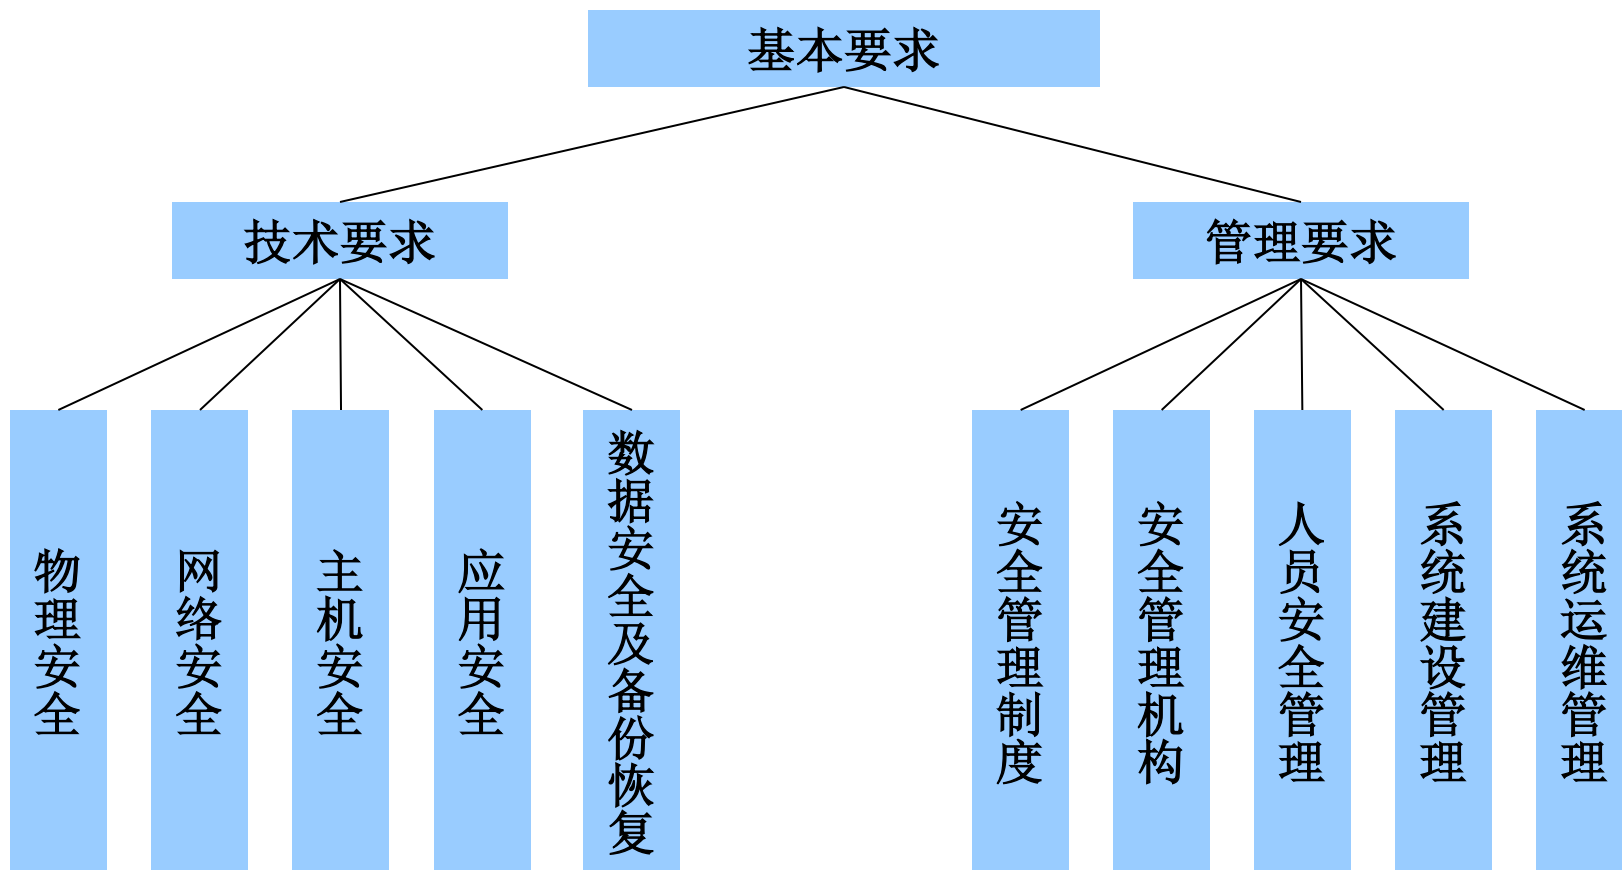 基本要求
技术要求
管理要求
物理安全
网络安全
主机安全
应用安全
数据安全及备份恢复
安全管理制度
安全管理机构
人员安全管理
系统建设管理
系统运维管理